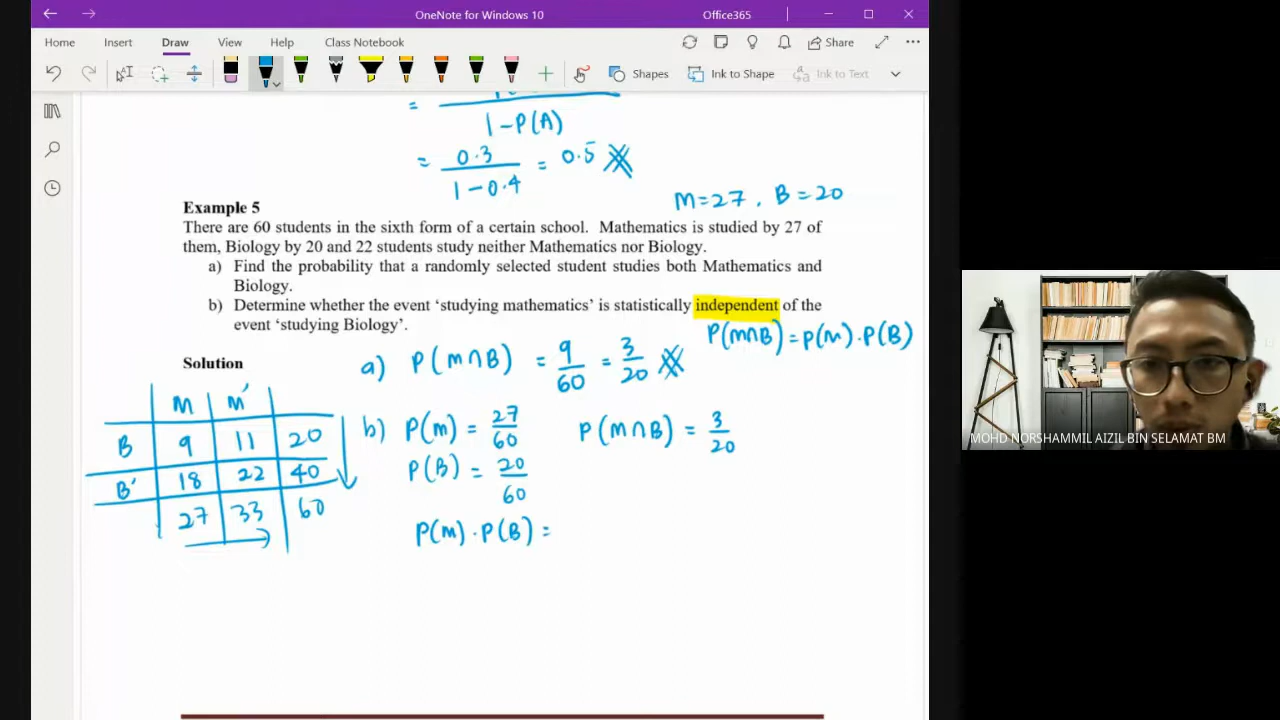 OneNote for Windows 10
Office365
Home Insert Draw View Help Class Notebook
Share
Shapes Ink to Shape Ink to Text
=
1-P(A)
= 0.3 / 1-0.4 = 0.5
M=27, B=20
Example 5
There are 60 students in the sixth form of a certain school. Mathematics is studied by 27 of
them, Biology by 20 and 22 students study neither Mathematics nor Biology.
a) Find the probability that a randomly selected student studies both Mathematics and
Biology.
b) Determine whether the event ‘studying mathematics’ is statistically independent of the
event ‘studying Biology’.
P(M∩B)=P(M).P(B)
Solution
a) P(M∩B) = 9/60 = 3/20
M M'
B 9 11 20
B' 18 22 40
27 33 60
b) P(M) = 27/60 P(M∩B) = 3/20
P(B) = 20/60
P(M).P(B) =
MOHD NORSHAMMIL AIZIL BIN SELAMAT BM